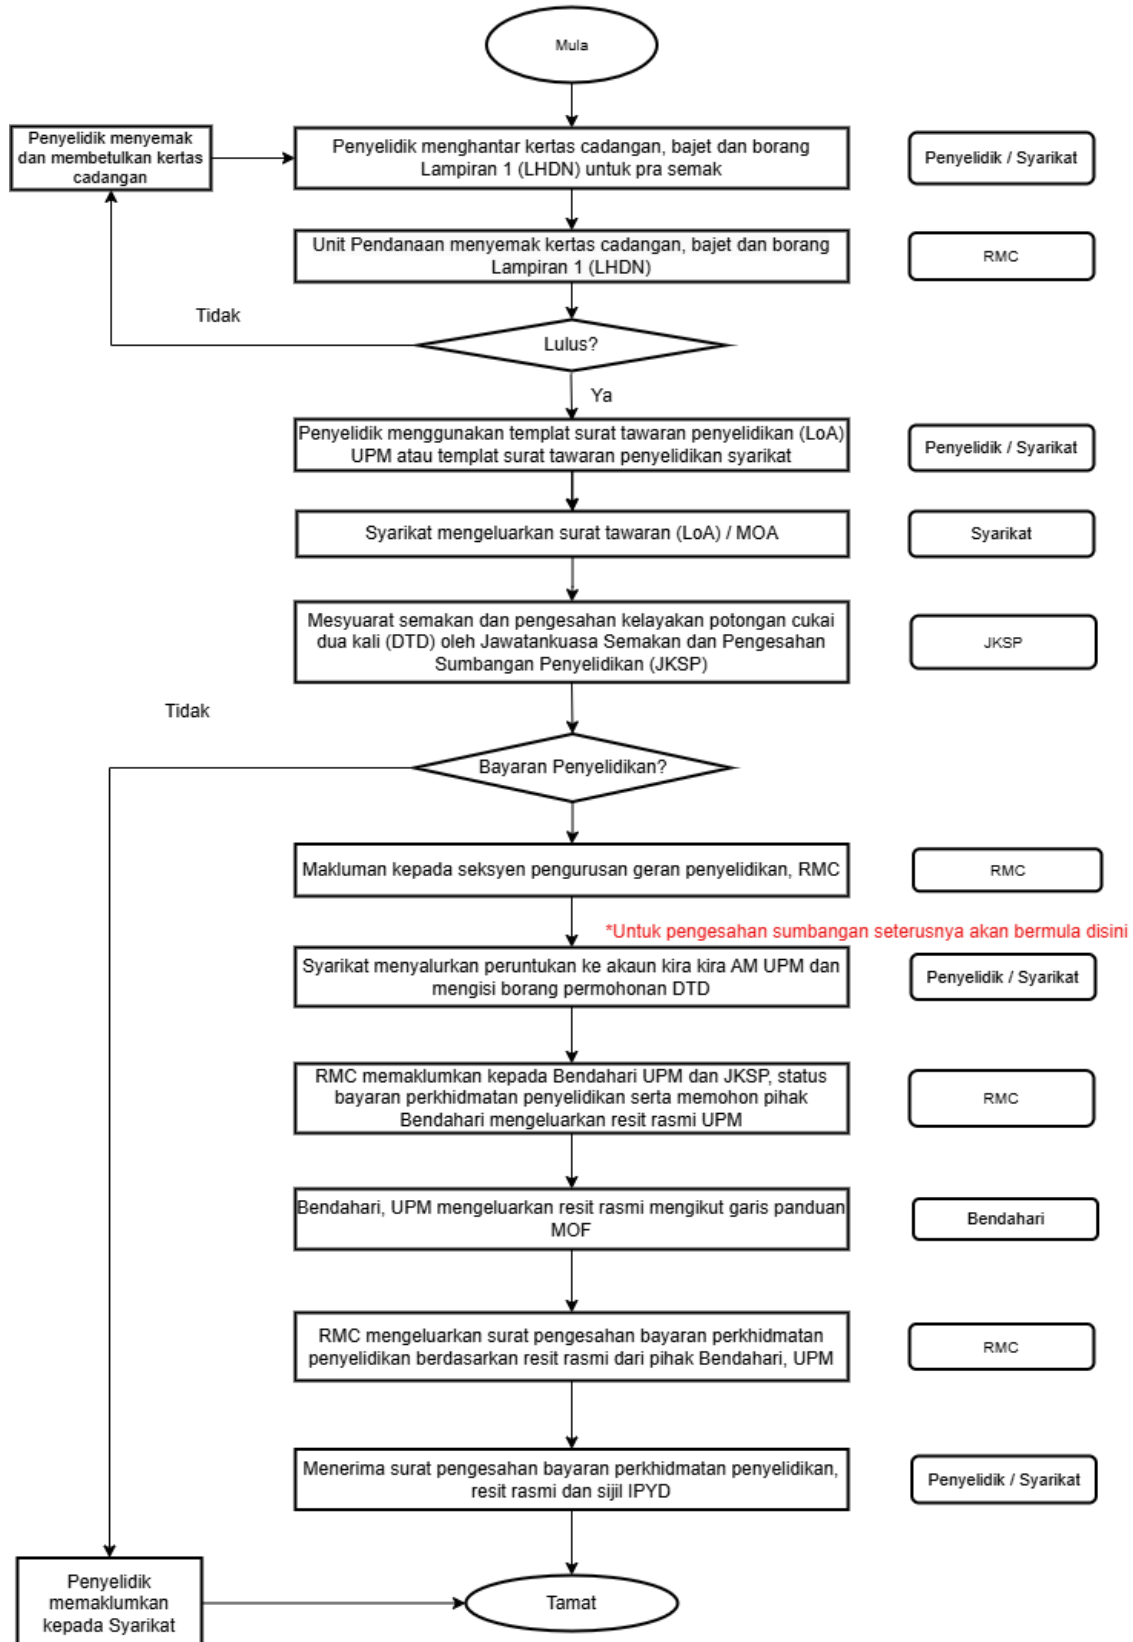 Mula
Penyelidik menyemak
dan membetulkan kertas
cadangan
Penyelidik menghantar kertas cadangan, bajet dan borang
Lampiran 1 (LHDN) untuk pra semak
Penyelidik / Syarikat
Unit Pendanaan menyemak kertas cadangan, bajet dan borang
Lampiran 1 (LHDN)
RMC
Tidak
Lulus?
Ya
Penyelidik menggunakan templat surat tawaran penyelidikan (LoA)
UPM atau templat surat tawaran penyelidikan syarikat
Penyelidik / Syarikat
Syarikat mengeluarkan surat tawaran (LoA) / MOA
Syarikat
Mesyuarat semakan dan pengesahan kelayakan potongan cukai
dua kali (DTD) oleh Jawatankuasa Semakan dan Pengesahan
Sumbangan Penyelidikan (JKSP)
JKSP
Tidak
Bayaran Penyelidikan?
Makluman kepada seksyen pengurusan geran penyelidikan, RMC
RMC
*Untuk pengesahan sumbangan seterusnya akan bermula disini
Syarikat menyalurkan peruntukan ke akaun kira kira AM UPM dan
mengisi borang permohonan DTD
Penyelidik / Syarikat
RMC memaklumkan kepada Bendahari UPM dan JKSP, status
bayaran perkhidmatan penyelidikan serta memohon pihak
Bendahari mengeluarkan resit rasmi UPM
RMC
Bendahari, UPM mengeluarkan resit rasmi mengikut garis panduan
MOF
Bendahari
RMC mengeluarkan surat pengesahan bayaran perkhidmatan
penyelidikan berdasarkan resit rasmi dari pihak Bendahari, UPM
RMC
Menerima surat pengesahan bayaran perkhidmatan penyelidikan,
resit rasmi dan sijil IPYD
Penyelidik / Syarikat
Penyelidik
memaklumkan
kepada Syarikat
Tamat